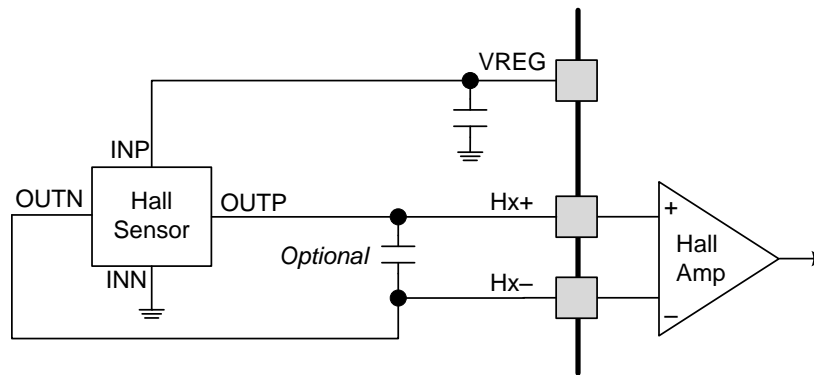 VREG
INP
OUTN
Hall
Sensor
OUTP
INN
Optional
Hx+
Hx–
+
Hall
Amp
–